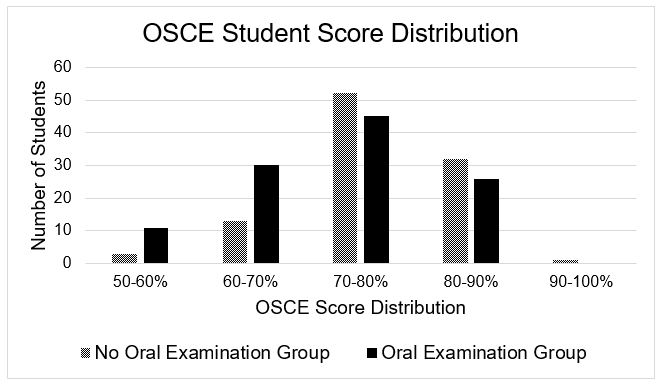 OSCE Student Score Distribution
60
50
40
30
20
10
0
Number of Students
50-60% 60-70% 70-80% 80-90% 90-100%
OSCE Score Distribution
No Oral Examination Group Oral Examination Group